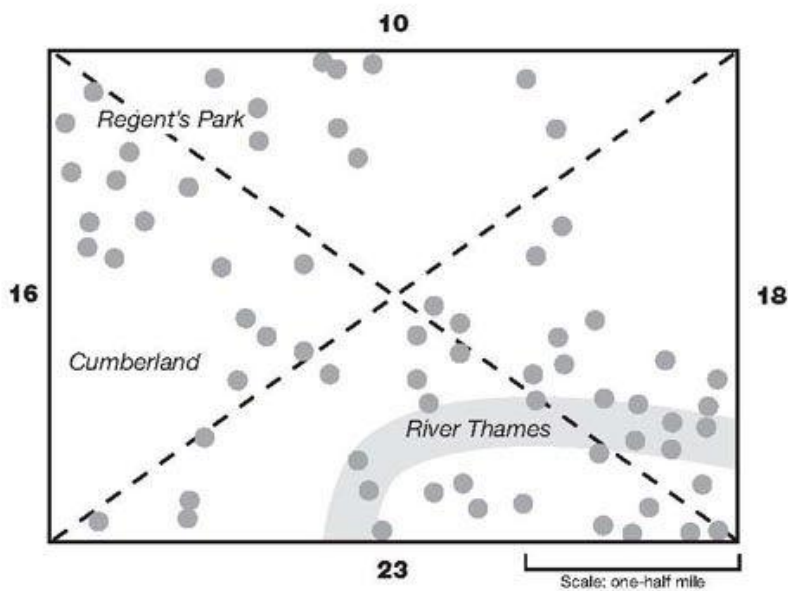 10
Regent's Park
16
18
Cumberland
River Thames
23
Scale: one-half mile